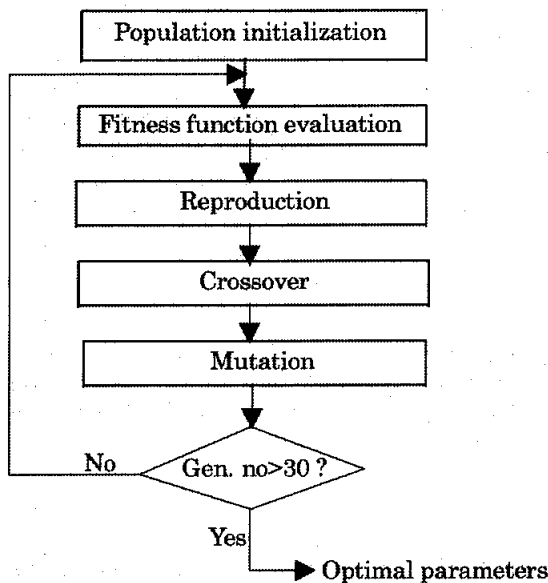 Population initialization
Fitness function evaluation
Reproduction
Crossover
Mutation
Gen. no>30 ?
No
Yes
Optimal parameters